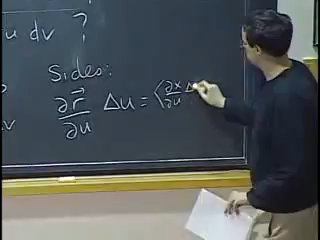 u dv ?
Sides:
∂r⃗/∂u Δu = ⟨∂x/∂u Δ